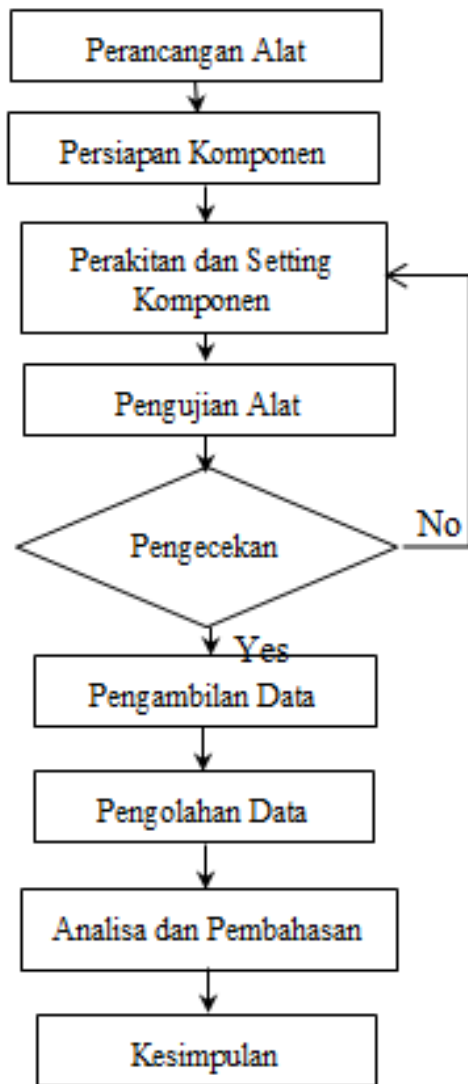 Perancangan Alat
Persiapan Komponen
Perakitan dan Setting
Komponen
Pengujian Alat
Pengecekan
No
Yes
Pengambilan Data
Pengolahan Data
Analisa dan Pembahasan
Kesimpulan